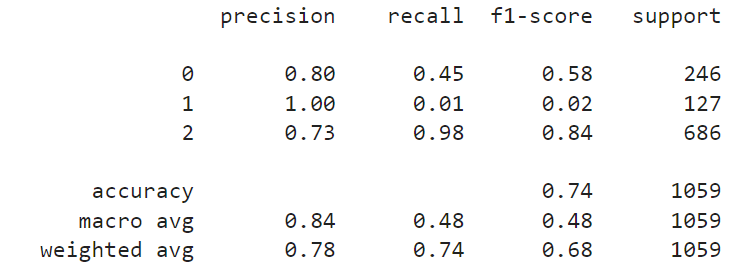 precision recall f1-score support
0 0.80 0.45 0.58 246
1 1.00 0.01 0.02 127
2 0.73 0.98 0.84 686
accuracy 0.74 1059
macro avg 0.84 0.48 0.48 1059
weighted avg 0.78 0.74 0.68 1059